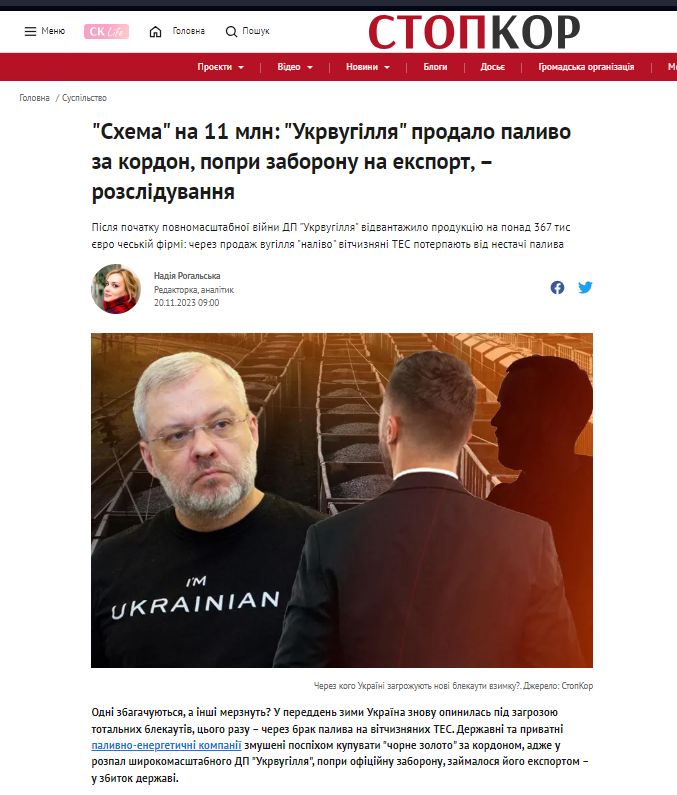 Меню
СК Life
Головна
Пошук
СТОПКОР
Проєкти
Відео
Новини
Блоги
Досьє
Громадська організація
Головна / Суспільство
"Схема" на 11 млн: "Укрвугілля" продало паливо
за кордон, попри заборону на експорт, –
розслідування
Після початку повномасштабної війни ДП "Укрвугілля" відвантажило продукцію на понад 367 тис
євро чеській фірмі: через продаж вугілля "наліво" вітчизняні ТЕС потерпають від нестачі палива
Надія Рогальська
Редакторка, аналітик
20.11.2023 09:00
I'M
UKRAINIAN
Через кого Україні загрожують нові блекаути взимку?. Джерело: СтопКор
Одні збагачуються, а інші мерзнуть? У переддень зими Україна знову опинилась під загрозою
тотальних блекаутів, цього разу – через брак палива на вітчизняних ТЕС. Державні та приватні
паливно-енергетичні компанії змушені поспіхом купувати "чорне золото" за кордоном, адже у
розпал широкомасштабного ДП "Укрвугілля", попри офіційну заборону, займалося його експортом –
у збиток державі.